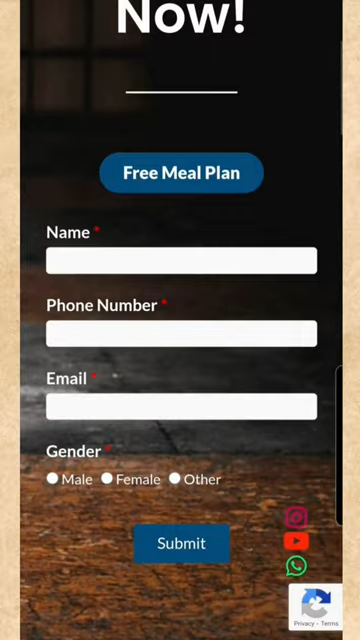 Now!
Free Meal Plan
Name *
Phone Number *
Email *
Gender *
Male Female Other
Submit
Privacy - Terms